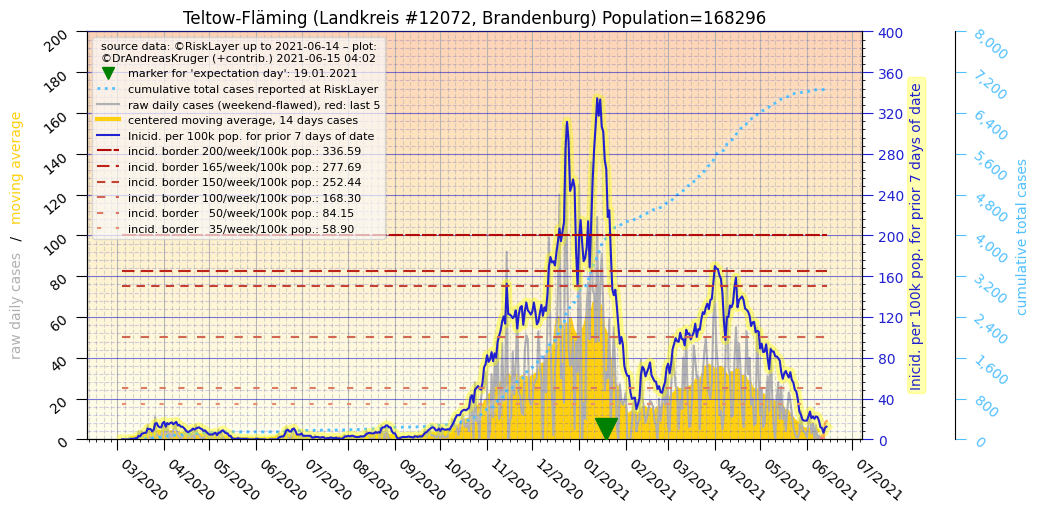 Teltow-Fläming (Landkreis #12072, Brandenburg) Population=168296
source data: ©RiskLayer up to 2021-06-14 – plot:
©DrAndreasKruger (+contrib.) 2021-06-15 04:02
marker for 'expectation day': 19.01.2021
cumulative total cases reported at RiskLayer
raw daily cases (weekend-flawed), red: last 5
centered moving average, 14 days cases
Inicid. per 100k pop. for prior 7 days of date
incid. border 200/week/100k pop.: 336.59
incid. border 165/week/100k pop.: 277.69
incid. border 150/week/100k pop.: 252.44
incid. border 100/week/100k pop.: 168.30
incid. border   50/week/100k pop.: 84.15
incid. border   35/week/100k pop.: 58.90
raw daily cases / moving average
200
180
160
140
120
100
80
60
40
20
0
400
360
320
280
240
200
160
120
80
40
0
Inicid. per 100k pop. for prior 7 days of date
8,000
7,200
6,400
5,600
4,800
4,000
3,200
2,400
1,600
800
0
cumulative total cases
03/2020
04/2020
05/2020
06/2020
07/2020
08/2020
09/2020
10/2020
11/2020
12/2020
01/2021
02/2021
03/2021
04/2021
05/2021
06/2021
07/2021